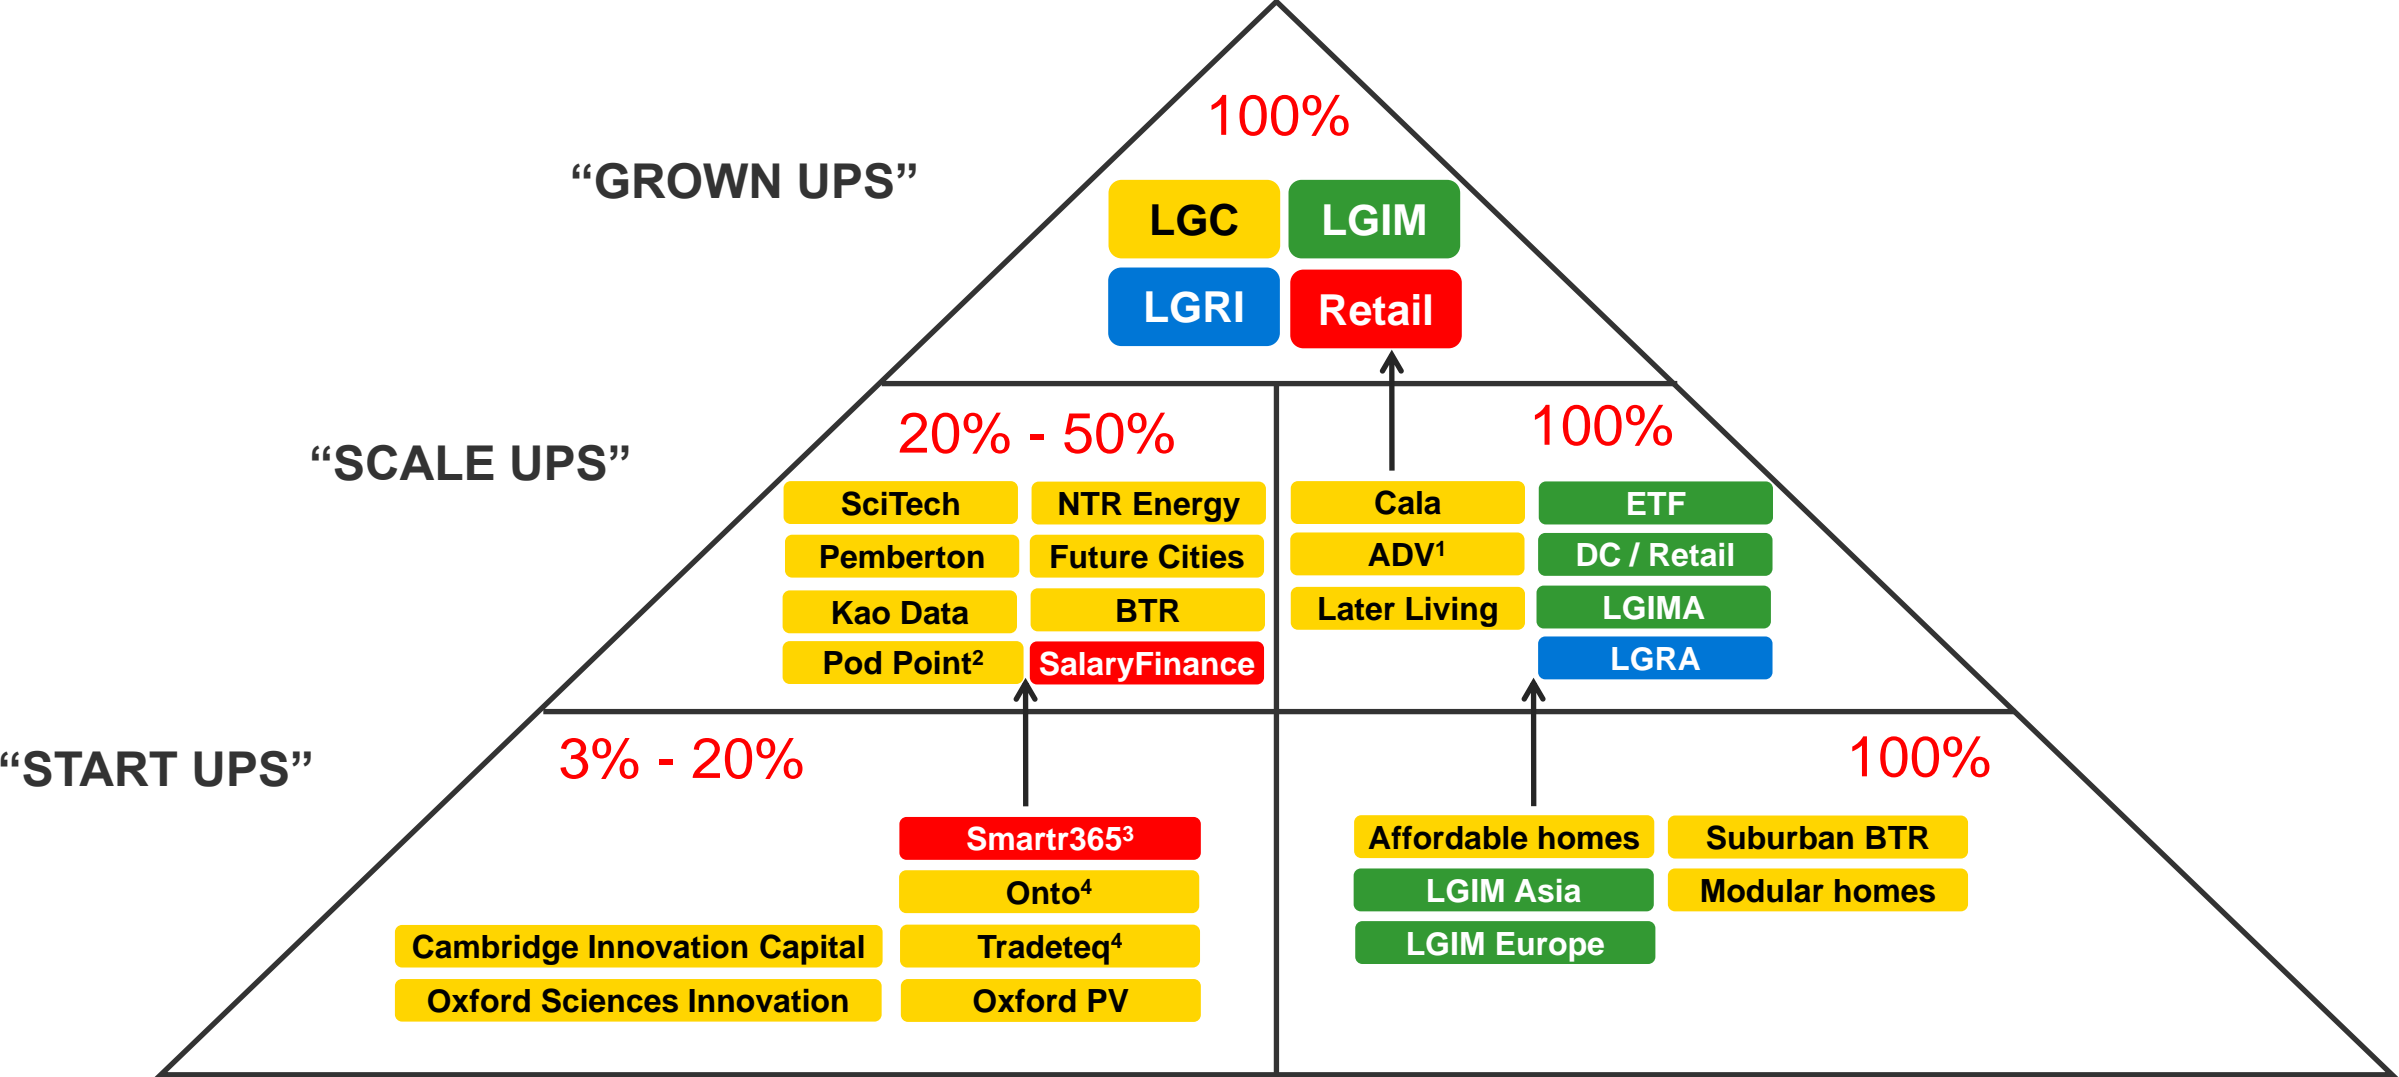 100%
“GROWN UPS”
LGC
LGIM
LGRI
Retail
“SCALE UPS”
20% - 50%
SciTech
NTR Energy
Pemberton
Future Cities
Kao Data
BTR
Pod Point²
SalaryFinance
100%
Cala
ETF
ADV¹
DC / Retail
Later Living
LGIMA
LGRA
“START UPS”
3% - 20%
Smartr365³
Onto⁴
Cambridge Innovation Capital
Tradeteq⁴
Oxford Sciences Innovation
Oxford PV
100%
Affordable homes
Suburban BTR
LGIM Asia
Modular homes
LGIM Europe